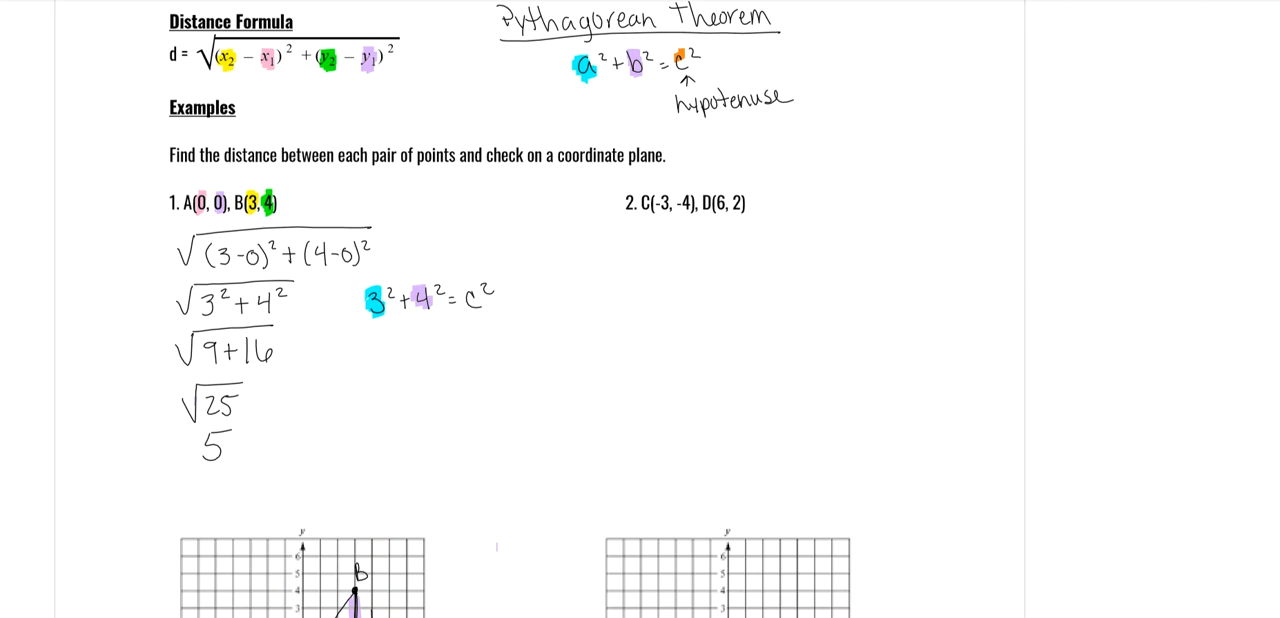 Distance Formula
d = √(x₂ − x₁)² + (y₂ − y₁)²
Pythagorean Theorem
a² + b² = c²
↑
hypotenuse
Examples
Find the distance between each pair of points and check on a coordinate plane.
1. A(0, 0), B(3, 4)
√(3-0)² + (4-0)²
√3² + 4²
3² + 4² = c²
√9+16
√25
5
2. C(-3, -4), D(6, 2)
y
6
5
4
3
B
y
6
5
4
3